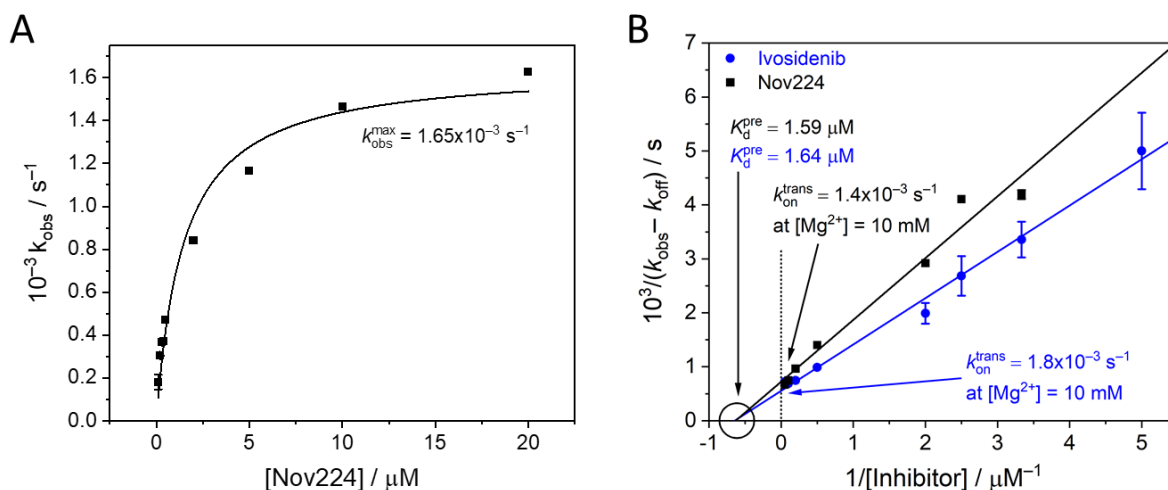 A
10⁻³ k_obs / s⁻¹
1.6
1.4
1.2
1.0
0.8
0.6
0.4
0.2
0.0
k_obs^max = 1.65x10⁻³ s⁻¹
0 5 10 15 20
[Nov224] / μM
B
10³/(k_obs – k_off) / s
7
6
5
4
3
2
1
0
Ivosidenib
Nov224
K_d^pre = 1.59 μM
K_d^pre = 1.64 μM
k_on^trans = 1.4x10⁻³ s⁻¹
at [Mg²⁺] = 10 mM
k_on^trans = 1.8x10⁻³ s⁻¹
at [Mg²⁺] = 10 mM
-1 0 1 2 3 4 5
1/[Inhibitor] / μM⁻¹